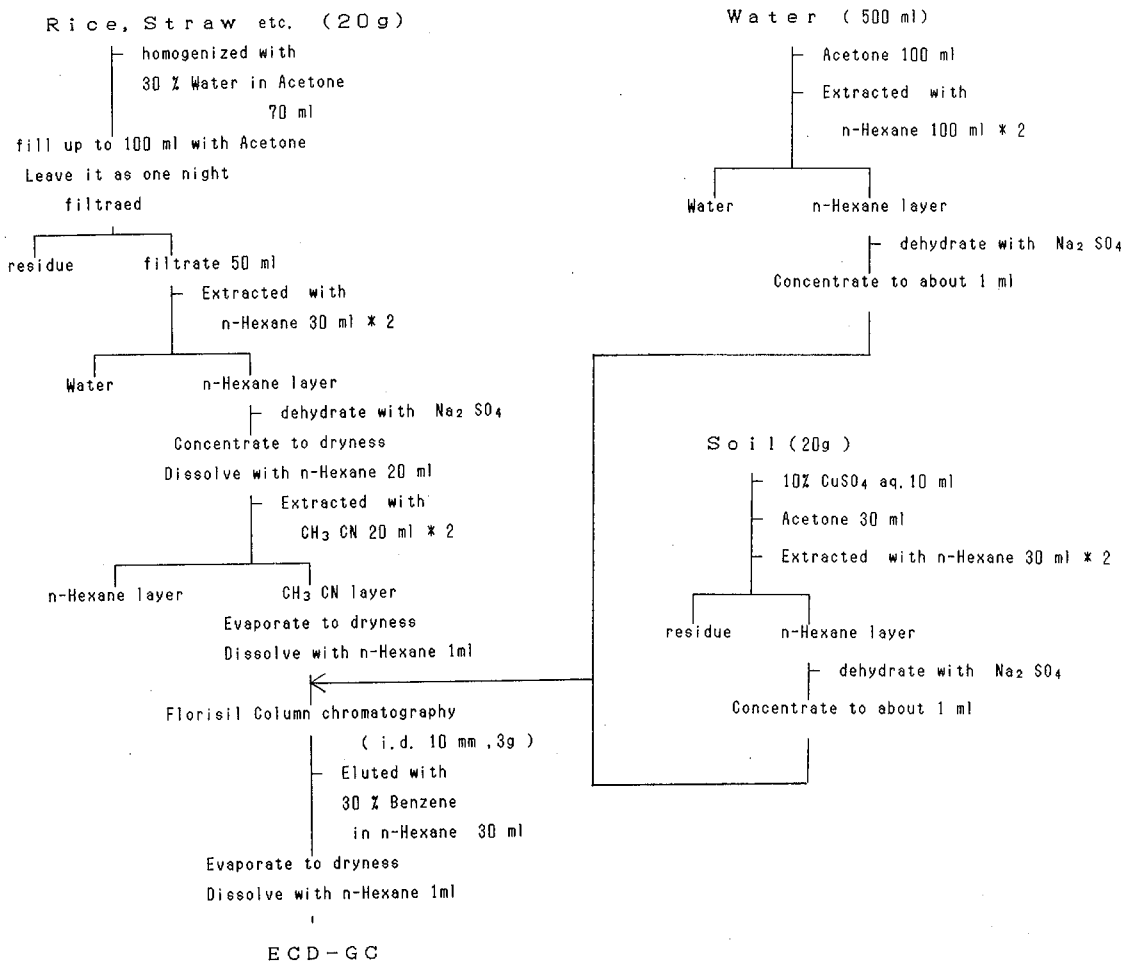 Rice, Straw etc. (20g)
homogenized with
30 % Water in Acetone
70 ml
fill up to 100 ml with Acetone
Leave it as one night
filtraed
residue
filtrate 50 ml
Extracted with
n-Hexane 30 ml * 2
Water
n-Hexane layer
dehydrate with Na₂ SO₄
Concentrate to dryness
Dissolve with n-Hexane 20 ml
Extracted with
CH₃ CN 20 ml * 2
n-Hexane layer
CH₃ CN layer
Evaporate to dryness
Dissolve with n-Hexane 1ml
Florisil Column chromatography
( i.d. 10 mm ,3g )
Eluted with
30 % Benzene
in n-Hexane 30 ml
Evaporate to dryness
Dissolve with n-Hexane 1ml
ECD-GC
Water ( 500 ml)
Acetone 100 ml
Extracted with
n-Hexane 100 ml * 2
Water
n-Hexane layer
dehydrate with Na₂ SO₄
Concentrate to about 1 ml
Soil (20g)
10% CuSO₄ aq. 10 ml
Acetone 30 ml
Extracted with n-Hexane 30 ml * 2
residue
n-Hexane layer
dehydrate with Na₂ SO₄
Concentrate to about 1 ml